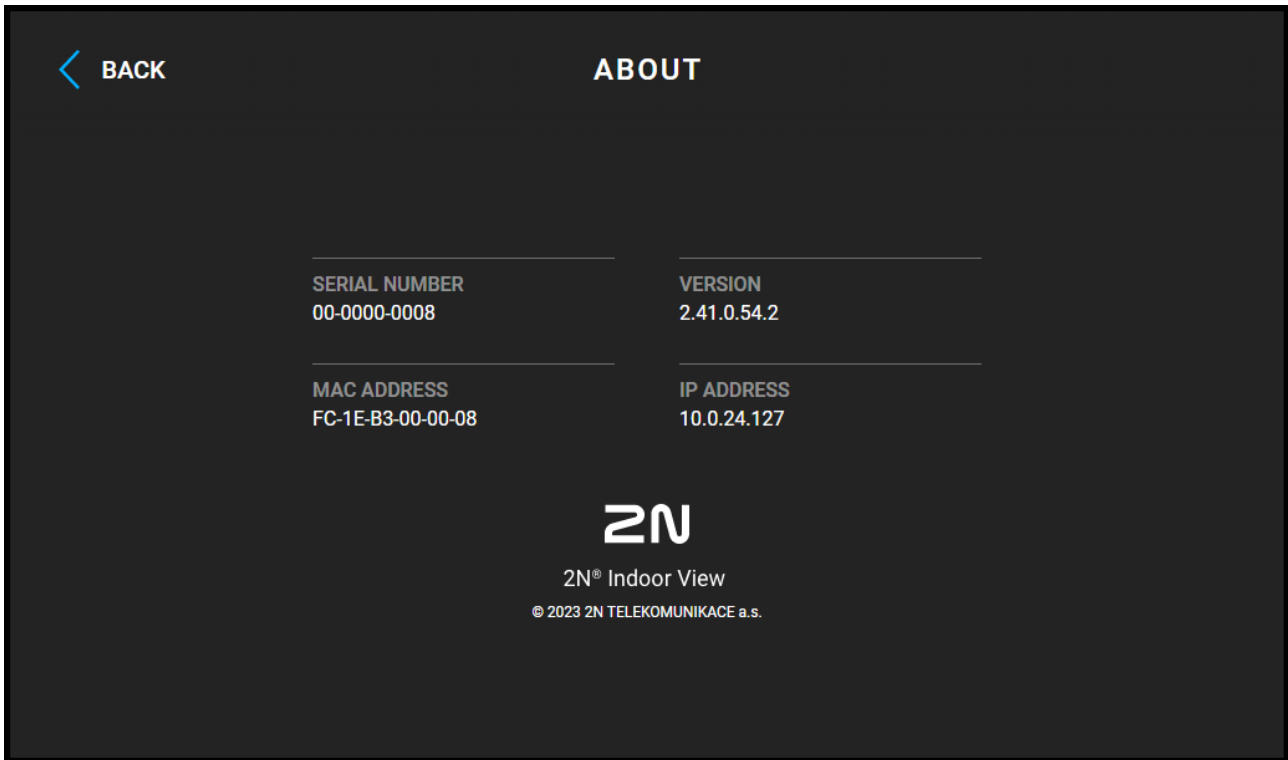 BACK
ABOUT
SERIAL NUMBER
00-0000-0008
VERSION
2.41.0.54.2
MAC ADDRESS
FC-1E-B3-00-00-08
IP ADDRESS
10.0.24.127
2N
2N® Indoor View
© 2023 2N TELEKOMUNIKACE a.s.